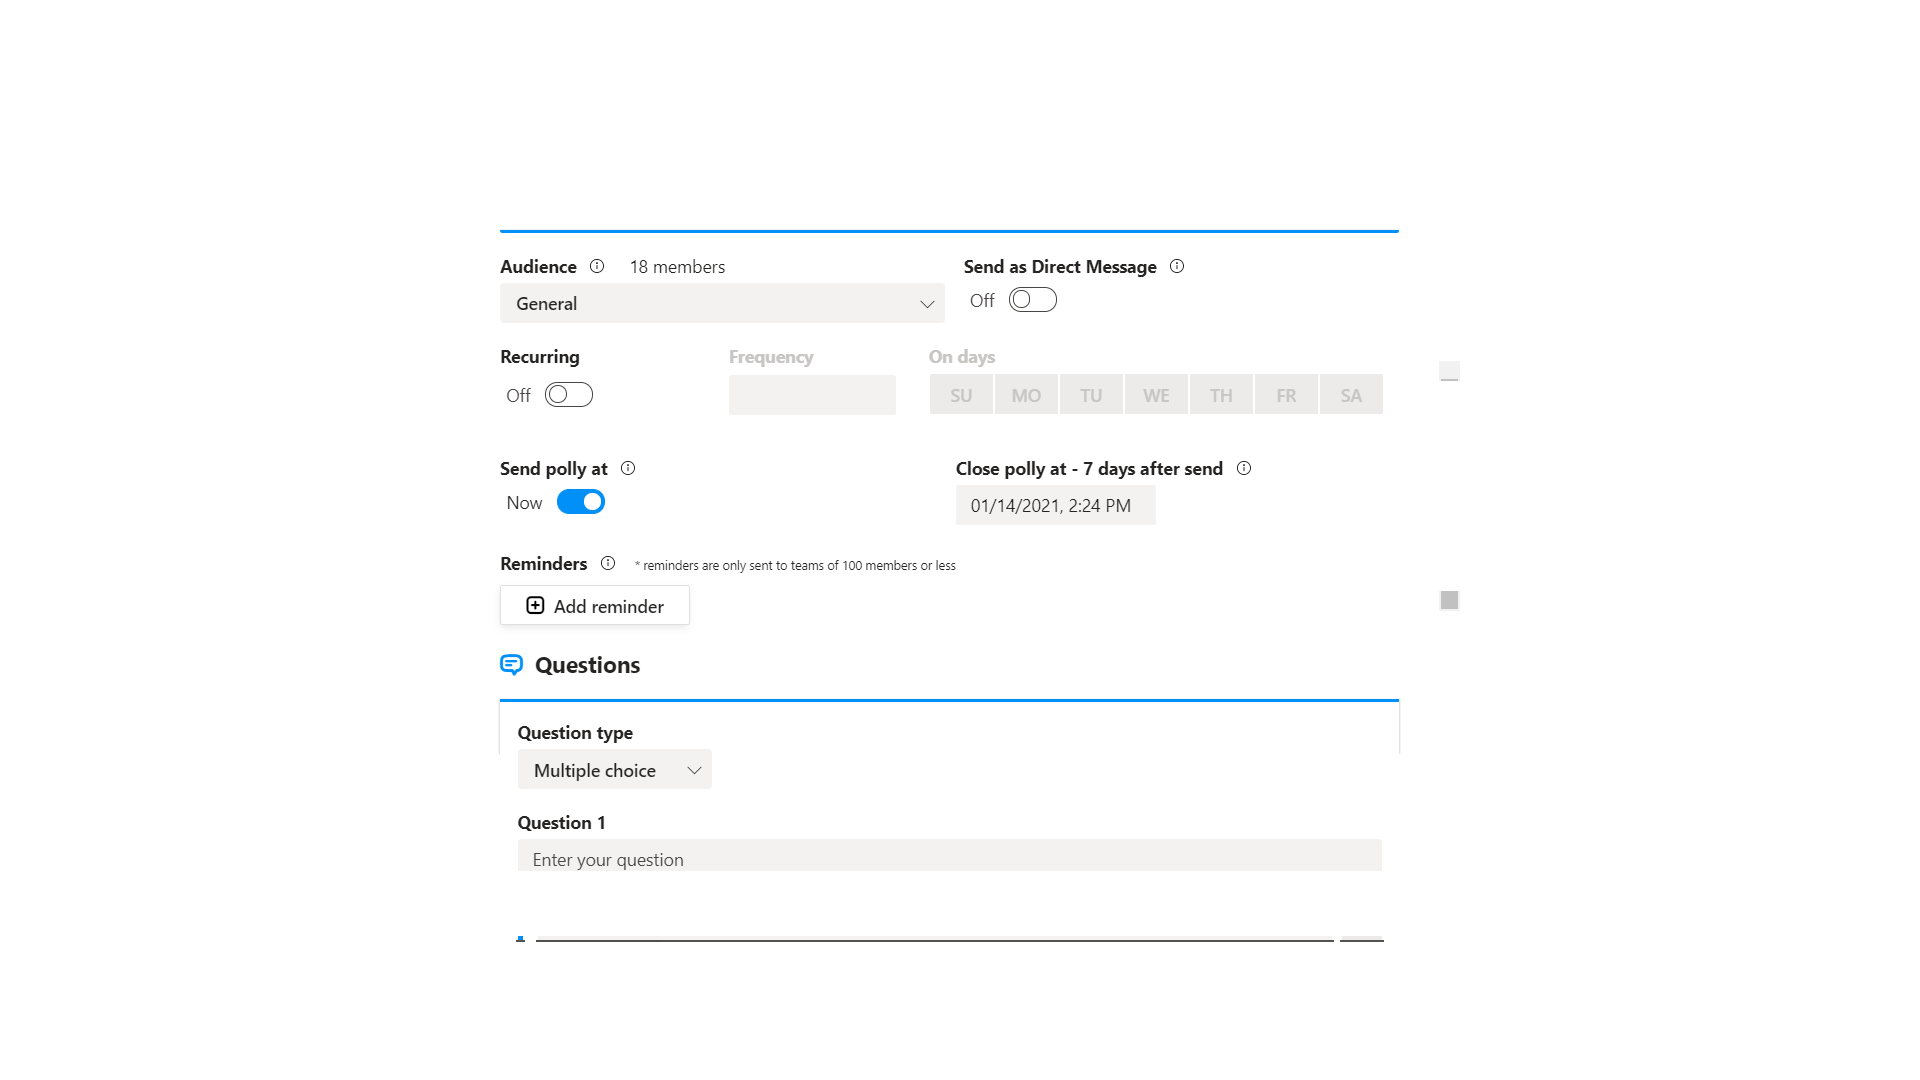 Audience 18 members Send as Direct Message
General Off
Recurring Frequency On days
Off SU MO TU WE TH FR SA
Send polly at Close polly at - 7 days after send
Now 01/14/2021, 2:24 PM
Reminders * reminders are only sent to teams of 100 members or less
Add reminder
Questions
Question type
Multiple choice
Question 1
Enter your question